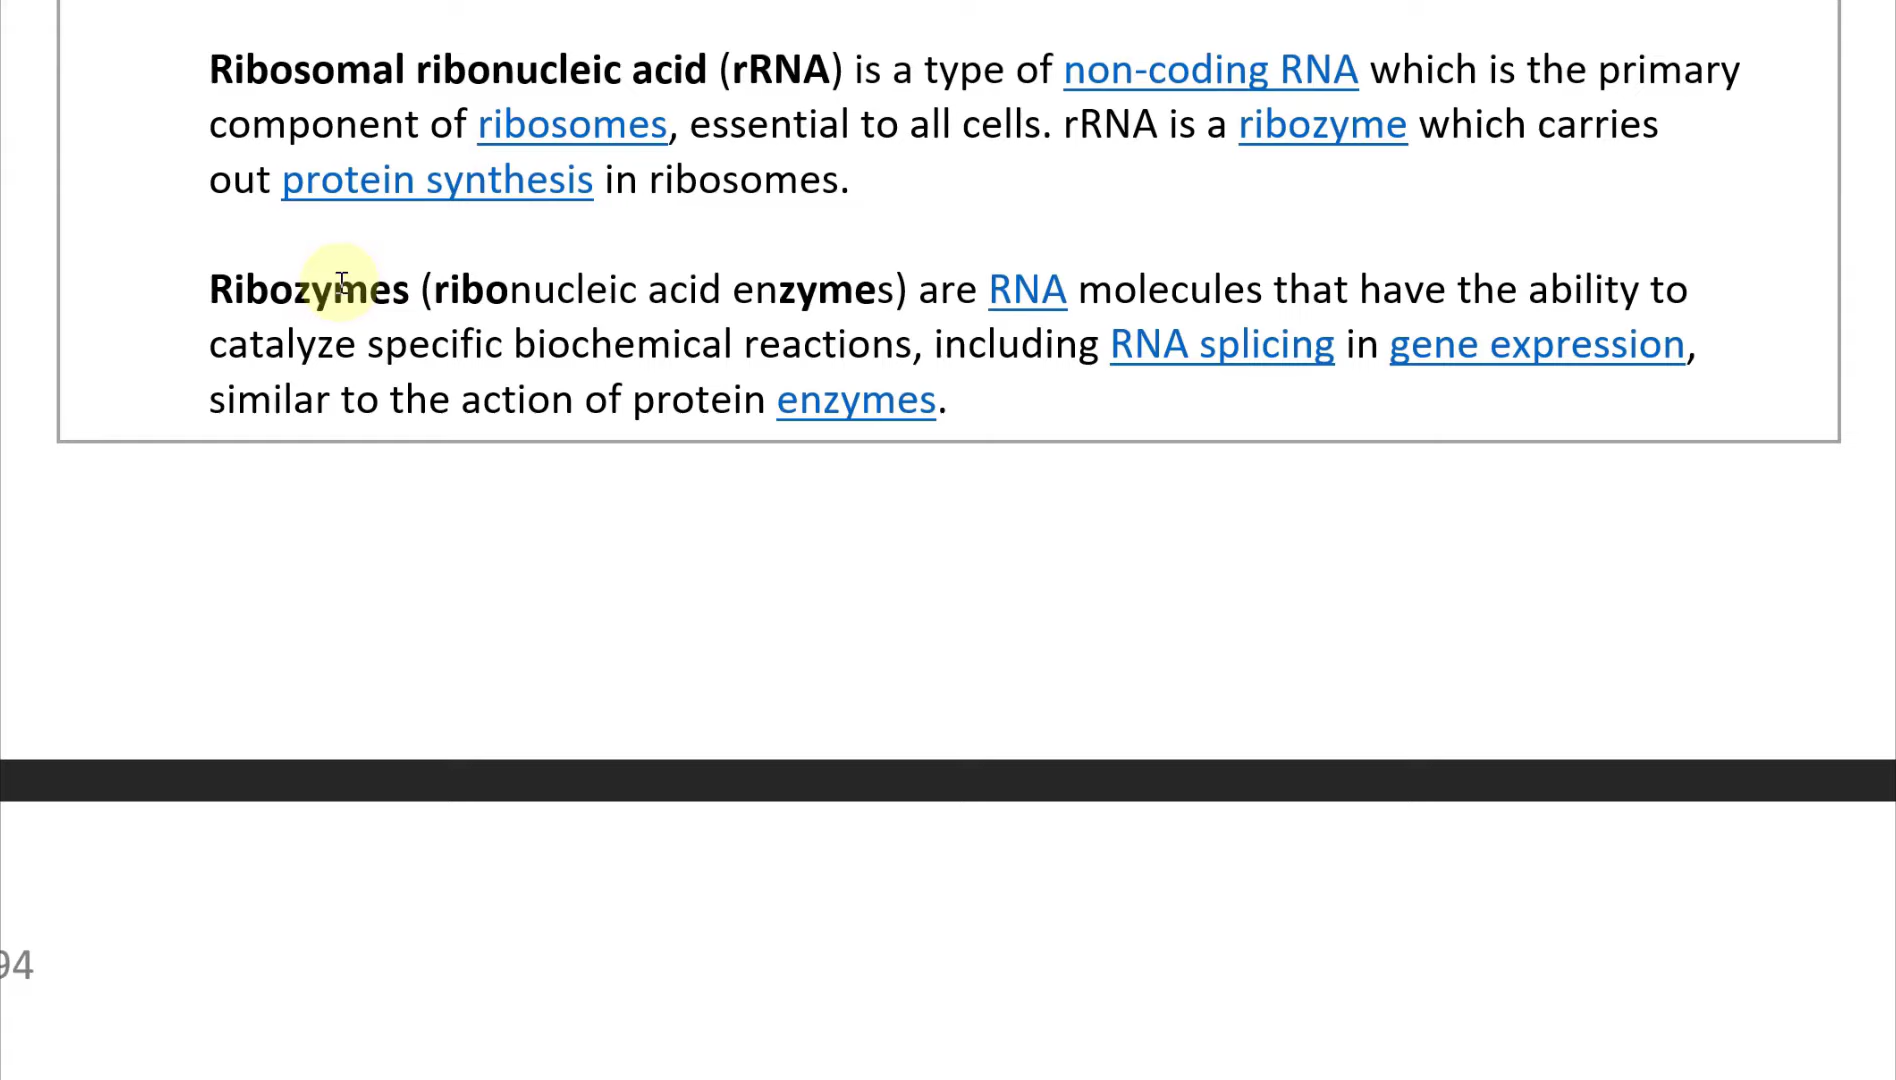 Ribosomal ribonucleic acid (rRNA) is a type of non-coding RNA which is the primary
component of ribosomes, essential to all cells. rRNA is a ribozyme which carries
out protein synthesis in ribosomes.
Ribozymes (ribonucleic acid enzymes) are RNA molecules that have the ability to
catalyze specific biochemical reactions, including RNA splicing in gene expression,
similar to the action of protein enzymes.
94